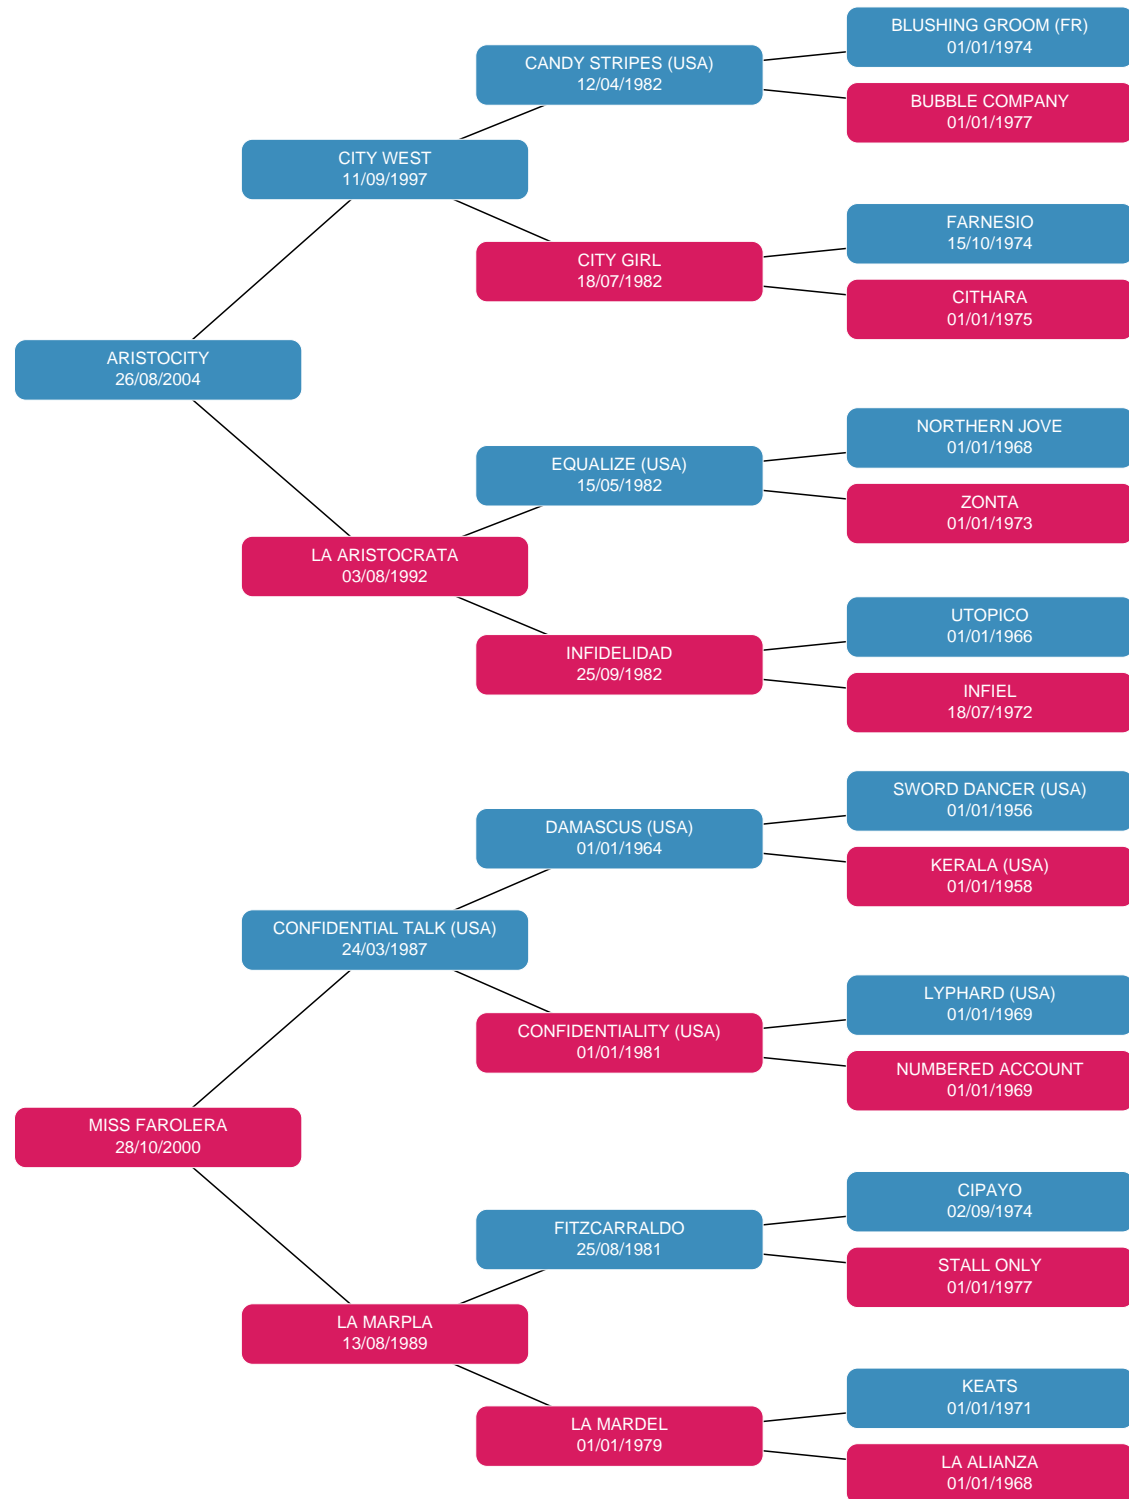 BLUSHING GROOM (FR)
01/01/1974
CANDY STRIPES (USA)
12/04/1982
BUBBLE COMPANY
01/01/1977
CITY WEST
11/09/1997
FARNESIO
15/10/1974
CITY GIRL
18/07/1982
CITHARA
01/01/1975
ARISTOCITY
26/08/2004
NORTHERN JOVE
01/01/1968
EQUALIZE (USA)
15/05/1982
ZONTA
01/01/1973
LA ARISTOCRATA
03/08/1992
UTOPICO
01/01/1966
INFIDELIDAD
25/09/1982
INFIEL
18/07/1972
SWORD DANCER (USA)
01/01/1956
DAMASCUS (USA)
01/01/1964
KERALA (USA)
01/01/1958
CONFIDENTIAL TALK (USA)
24/03/1987
LYPHARD (USA)
01/01/1969
CONFIDENTIALITY (USA)
01/01/1981
NUMBERED ACCOUNT
01/01/1969
MISS FAROLERA
28/10/2000
CIPAYO
02/09/1974
FITZCARRALDO
25/08/1981
STALL ONLY
01/01/1977
LA MARPLA
13/08/1989
KEATS
01/01/1971
LA MARDEL
01/01/1979
LA ALIANZA
01/01/1968